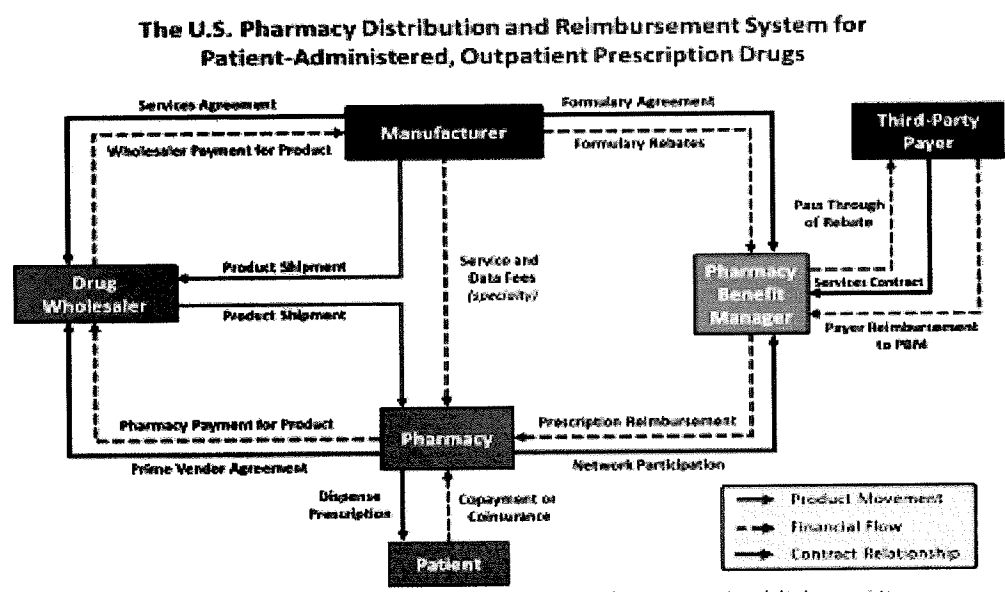 The U.S. Pharmacy Distribution and Reimbursement System for
Patient-Administered, Outpatient Prescription Drugs
Services Agreement
Formulary Agreement
Manufacturer
Third-Party
Payer
Wholesaler Payment for Product
Formulary Rebates
Pass Through
of Rebate
Product Shipment
Service and
Data Fees
(specialty)
Drug
Wholesaler
Pharmacy
Benefit
Manager
Services Contract
Product Shipment
Payer Reimbursement
to PBM
Pharmacy Payment for Product
Pharmacy
Prescription Reimbursement
Prime Vendor Agreement
Network Participation
Dispense
Prescription
Copayment or
Coinsurance
Patient
Product Movement
Financial Flow
Contract Relationship